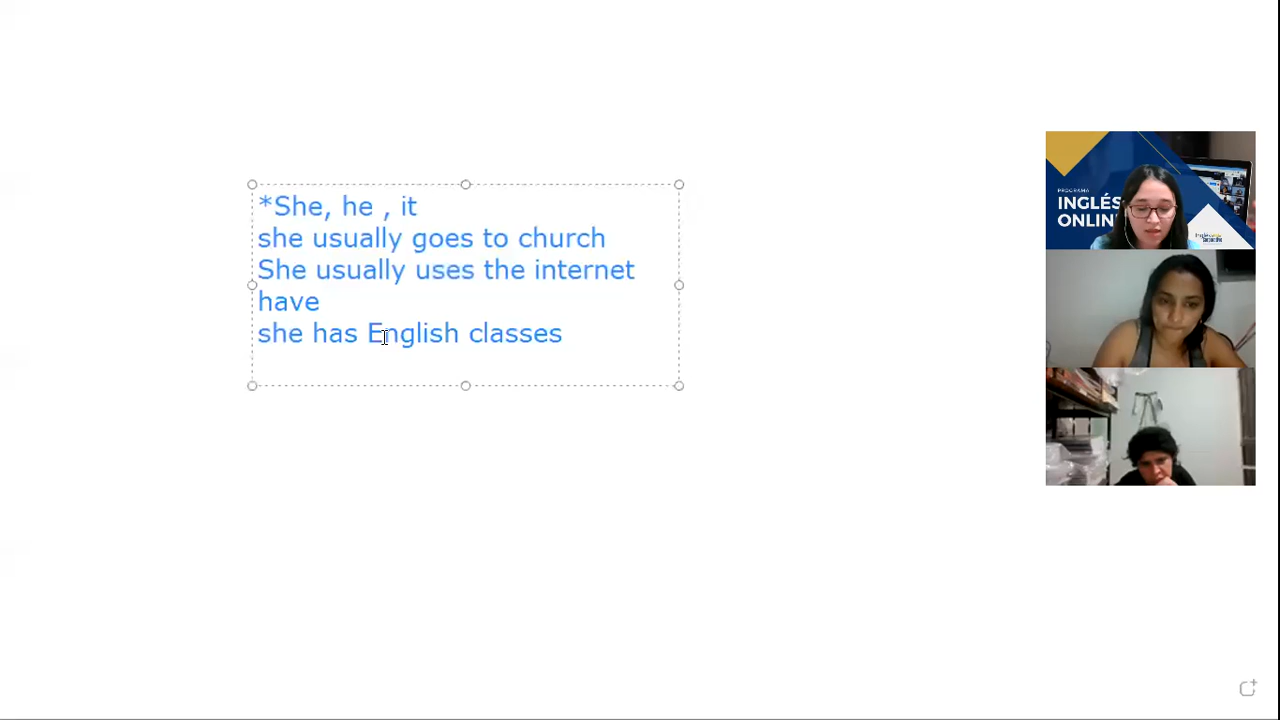 *She, he , it
she usually goes to church
She usually uses the internet
have
she has English classes
PROGRAMA
INGLÉS
ONLIN